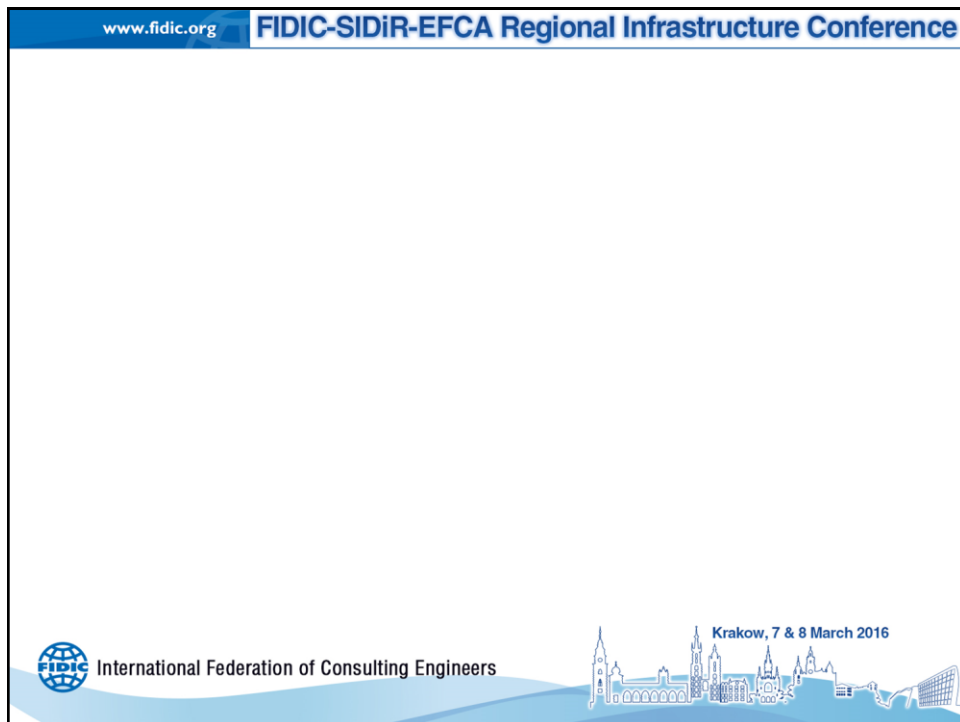 www.fidic.org FIDIC-SIDiR-EFCA Regional Infrastructure Conference
Krakow, 7 & 8 March 2016
FIDIC International Federation of Consulting Engineers